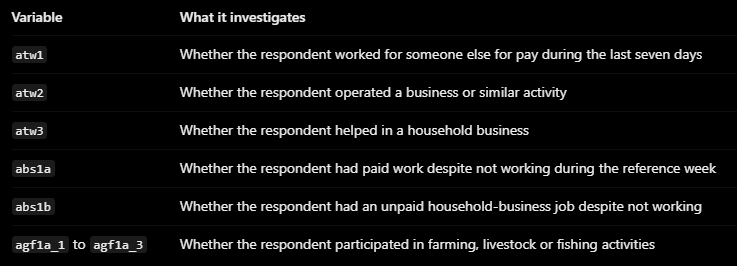 Variable What it investigates
atw1 Whether the respondent worked for someone else for pay during the last seven days
atw2 Whether the respondent operated a business or similar activity
atw3 Whether the respondent helped in a household business
abs1a Whether the respondent had paid work despite not working during the reference week
abs1b Whether the respondent had an unpaid household-business job despite not working
agf1a_1 to agf1a_3 Whether the respondent participated in farming, livestock or fishing activities